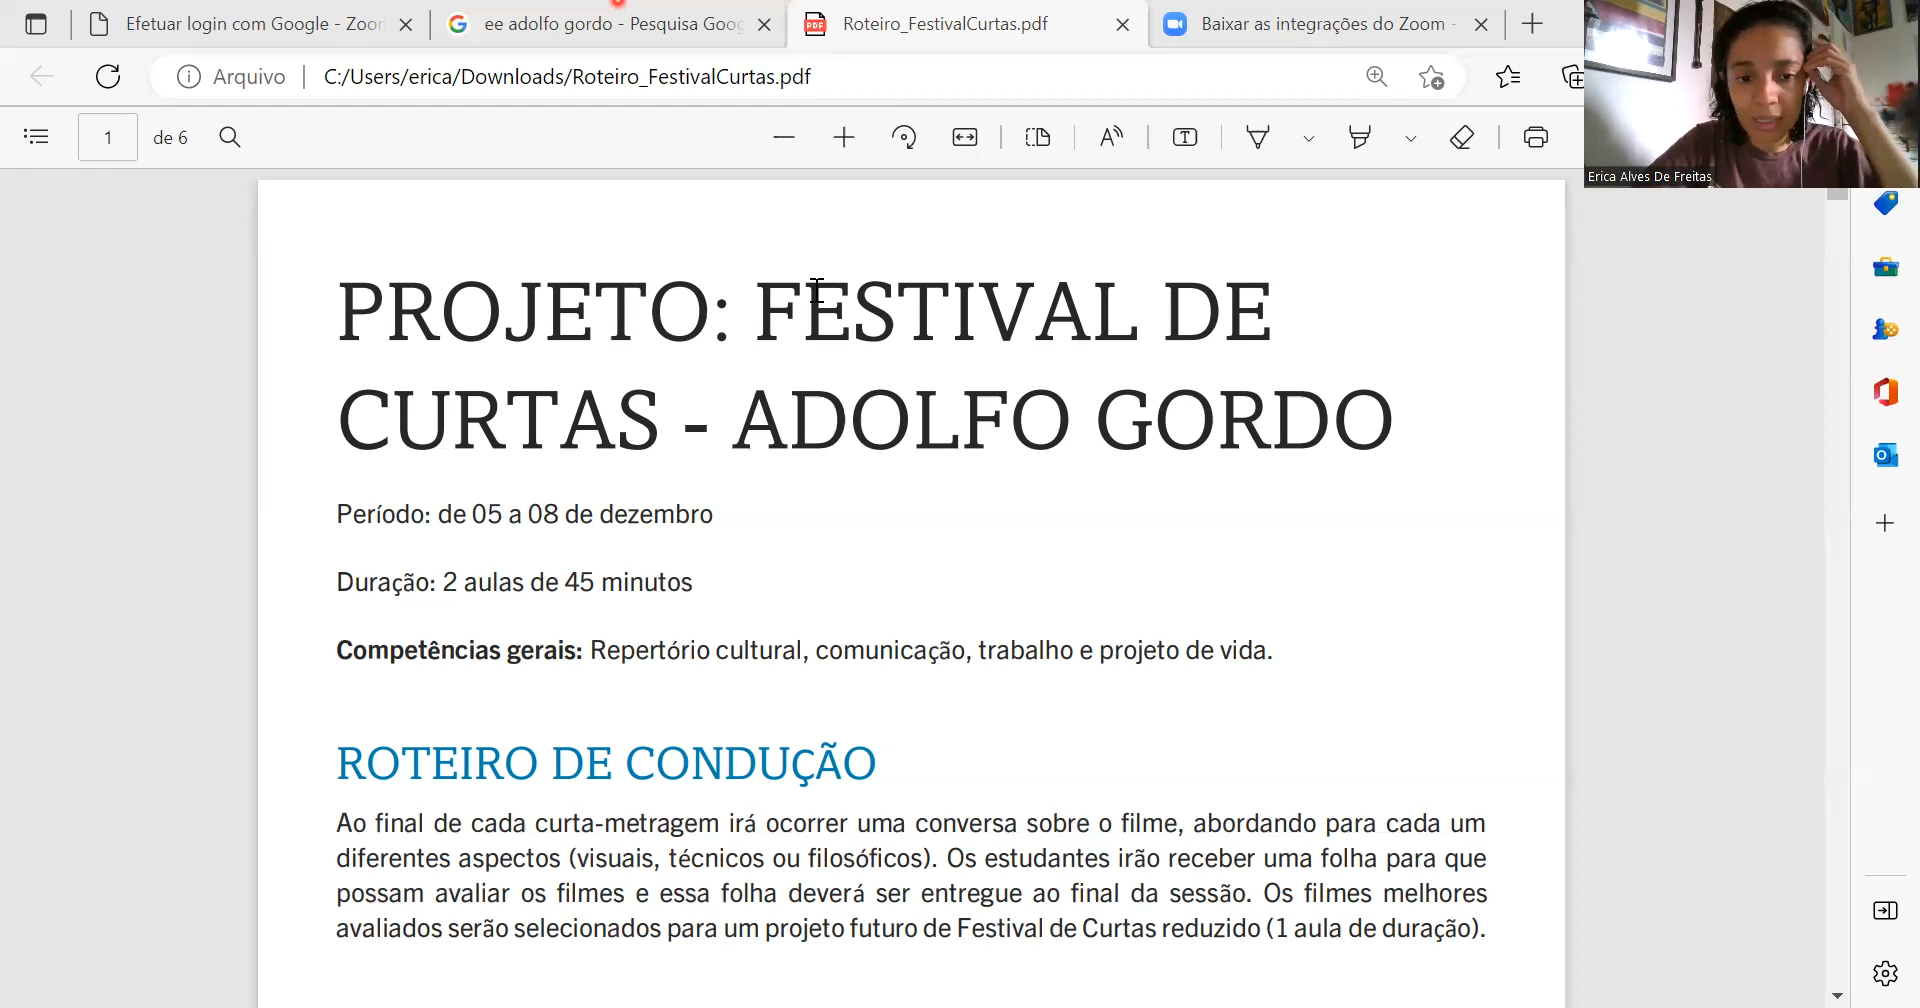 Efetuar login com Google - Zoom
ee adolfo gordo - Pesquisa Goog
Roteiro_FestivalCurtas.pdf
Baixar as integrações do Zoom -
Arquivo
C:/Users/erica/Downloads/Roteiro_FestivalCurtas.pdf
1 de 6
Erica Alves De Freitas
PROJETO: FESTIVAL DE
CURTAS - ADOLFO GORDO
Período: de 05 a 08 de dezembro
Duração: 2 aulas de 45 minutos
Competências gerais: Repertório cultural, comunicação, trabalho e projeto de vida.
ROTEIRO DE CONDUÇÃO
Ao final de cada curta-metragem irá ocorrer uma conversa sobre o filme, abordando para cada um
diferentes aspectos (visuais, técnicos ou filosóficos). Os estudantes irão receber uma folha para que
possam avaliar os filmes e essa folha deverá ser entregue ao final da sessão. Os filmes melhores
avaliados serão selecionados para um projeto futuro de Festival de Curtas reduzido (1 aula de duração).